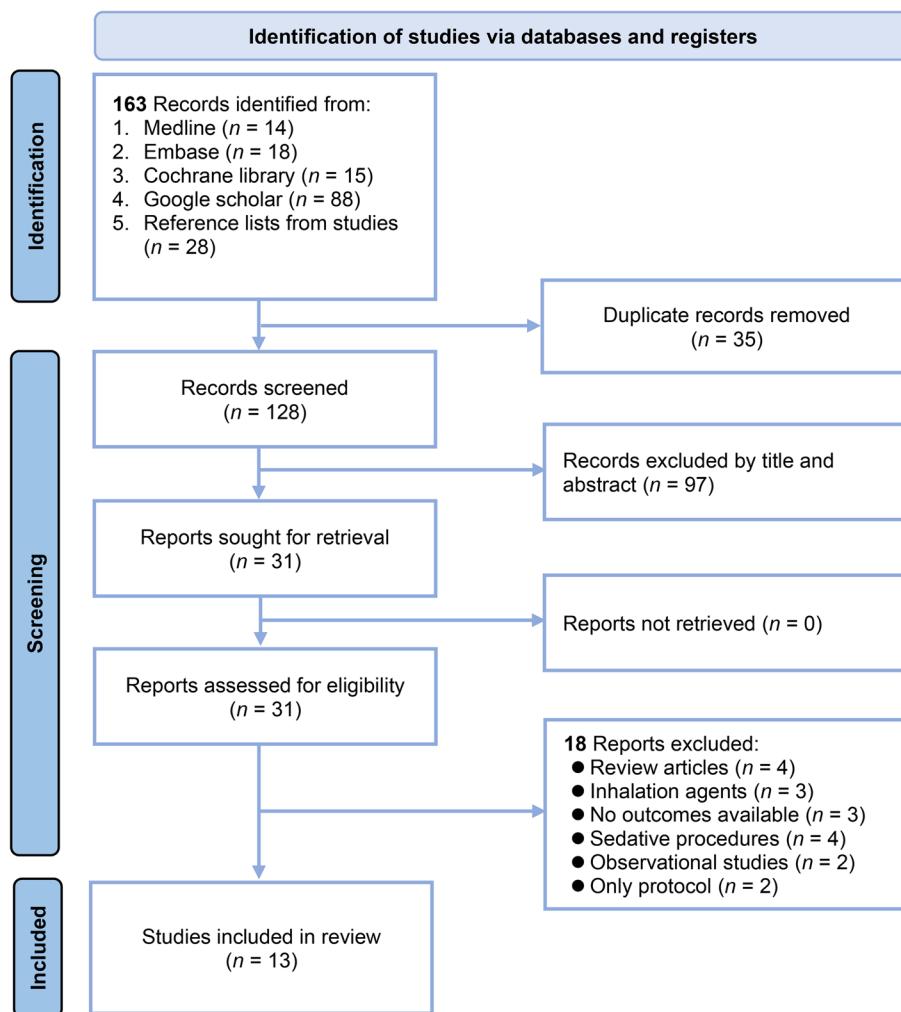 Identification of studies via databases and registers
Identification
163 Records identified from:
1. Medline (n = 14)
2. Embase (n = 18)
3. Cochrane library (n = 15)
4. Google scholar (n = 88)
5. Reference lists from studies
(n = 28)
Duplicate records removed
(n = 35)
Screening
Records screened
(n = 128)
Records excluded by title and
abstract (n = 97)
Reports sought for retrieval
(n = 31)
Reports not retrieved (n = 0)
Reports assessed for eligibility
(n = 31)
18 Reports excluded:
● Review articles (n = 4)
● Inhalation agents (n = 3)
● No outcomes available (n = 3)
● Sedative procedures (n = 4)
● Observational studies (n = 2)
● Only protocol (n = 2)
Included
Studies included in review
(n = 13)